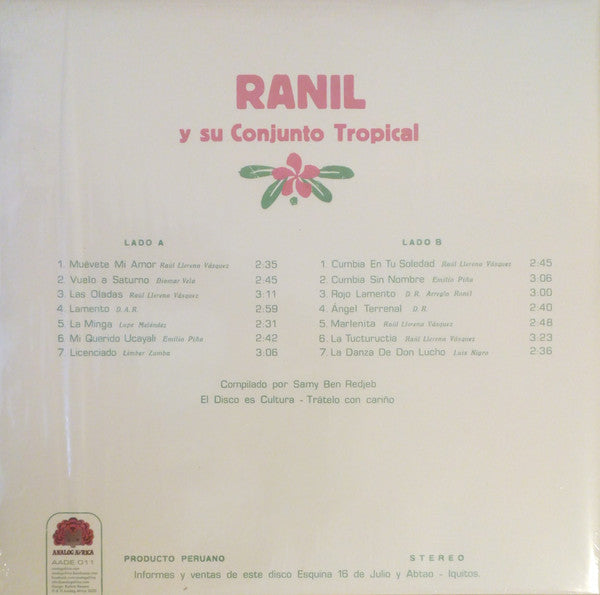 RANIL
y su Conjunto Tropical
LADO A
1. Muévete Mi Amor Raúl Llerena Vásquez 2:35
2. Vuelo a Saturno Diomar Vela 2:45
3. Las Oladas Raúl Llerena Vásquez 3:11
4. Lamento D.A.R. 2:59
5. La Minga Lupe Meléndez 2:31
6. Mi Querido Ucayali Emilio Piña 2:42
7. Licenciado Limber Zumba 3:06
LADO B
1. Cumbia En Tu Soledad Raúl Llerena Vásquez 2:45
2. Cumbia Sin Nombre Emilio Piña 3:06
3. Rojo Lamento D.R. Arreglo Ranil 3:00
4. Ángel Terrenal D.R. 2:40
5. Marlenita Raúl Llerena Vásquez 2:48
6. La Tuctuructia Raúl Llerena Vásquez 3:23
7. La Danza De Don Lucho Luis Nigro 2:36
Compilado por Samy Ben Redjeb
El Disco es Cultura - Trátelo con cariño
ANALOG AFRICA
AADE 011
PRODUCTO PERUANO STEREO
Informes y ventas de este disco Esquina 16 de Julio y Abtao - Iquitos.